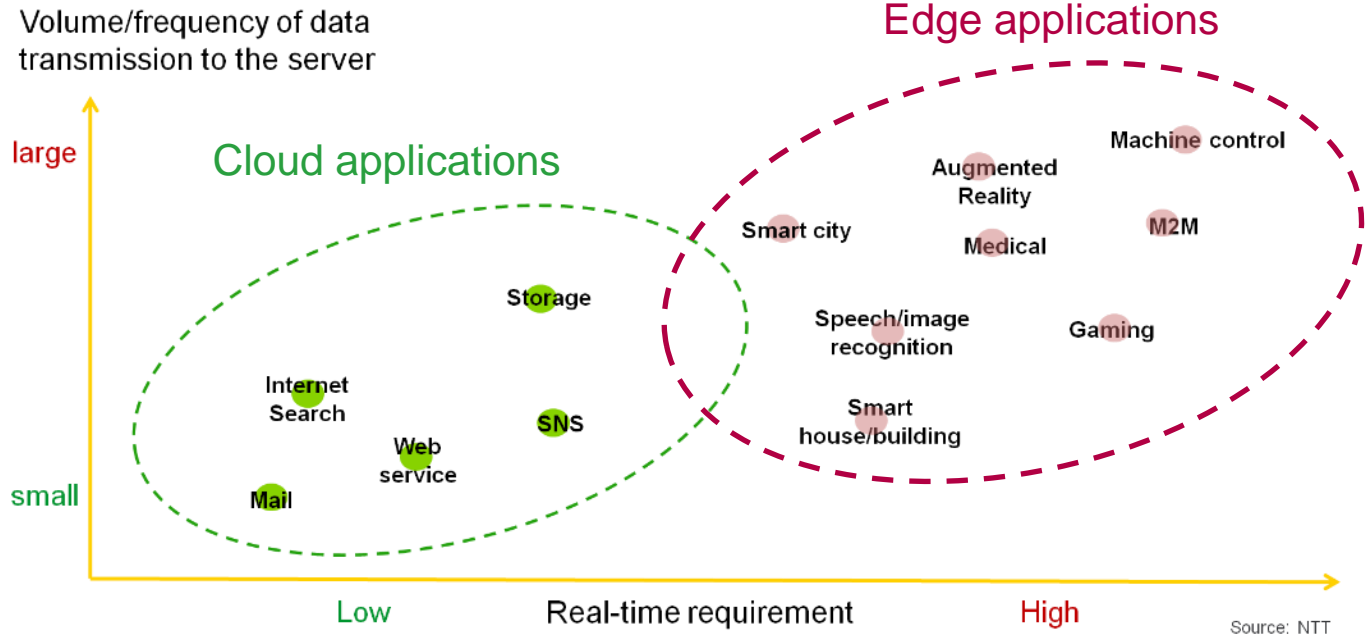 Volume/frequency of data
transmission to the server
Edge applications
large
Cloud applications
Machine control
Augmented
Reality
Smart city
M2M
Medical
Storage
Speech/image
recognition
Gaming
Internet
Search
Smart
house/building
SNS
Web
service
small
Mail
Low
Real-time requirement
High
Source: NTT